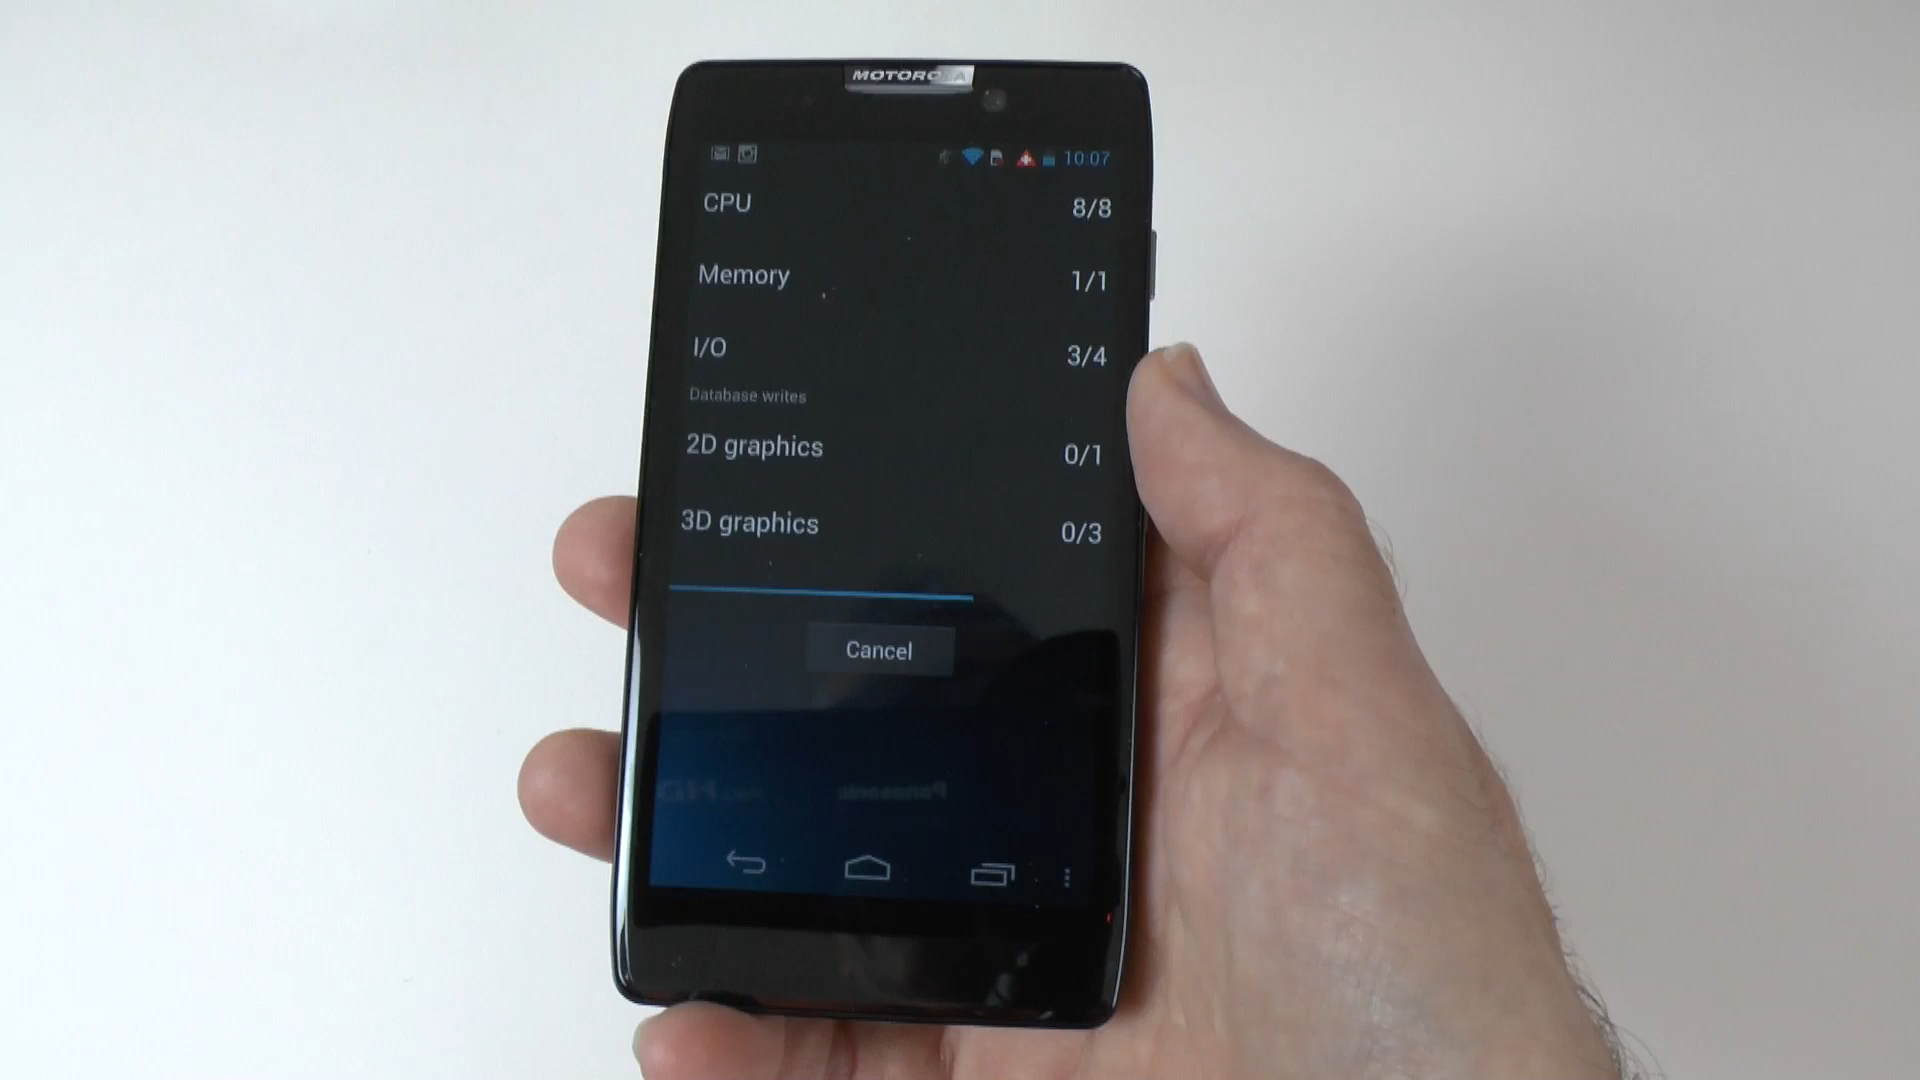 MOTOROLA
10:07
CPU 8/8
Memory 1/1
I/O 3/4
Database writes
2D graphics 0/1
3D graphics 0/3
Cancel
Panasonic